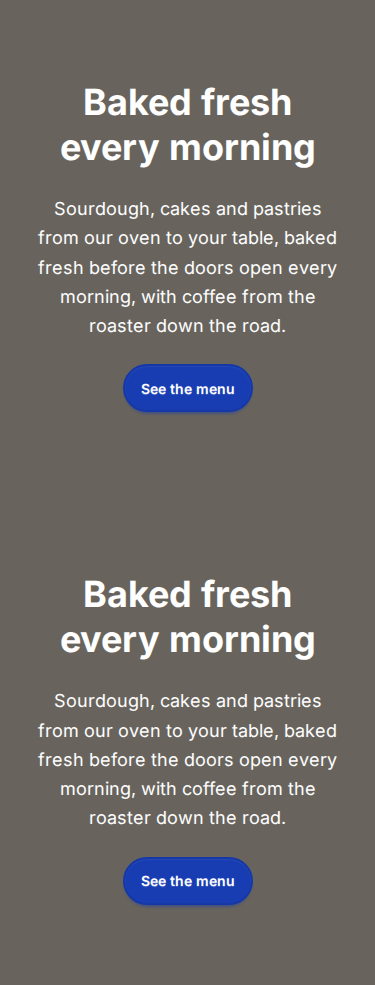 Baked fresh
every morning
Sourdough, cakes and pastries
from our oven to your table, baked
fresh before the doors open every
morning, with coffee from the
roaster down the road.
See the menu
Baked fresh
every morning
Sourdough, cakes and pastries
from our oven to your table, baked
fresh before the doors open every
morning, with coffee from the
roaster down the road.
See the menu